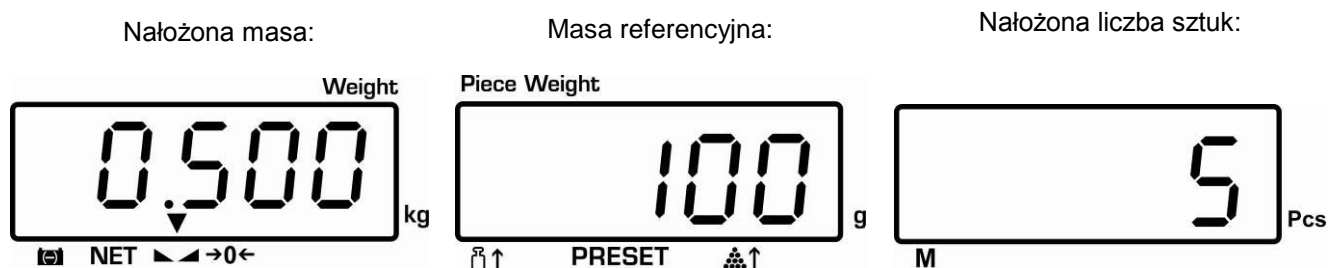 Nałożona masa: Masa referencyjna: Nałożona liczba sztuk:
Weight Piece Weight
0.500 kg 100 g 5 Pcs
NET →0← ↑ PRESET ↑ M